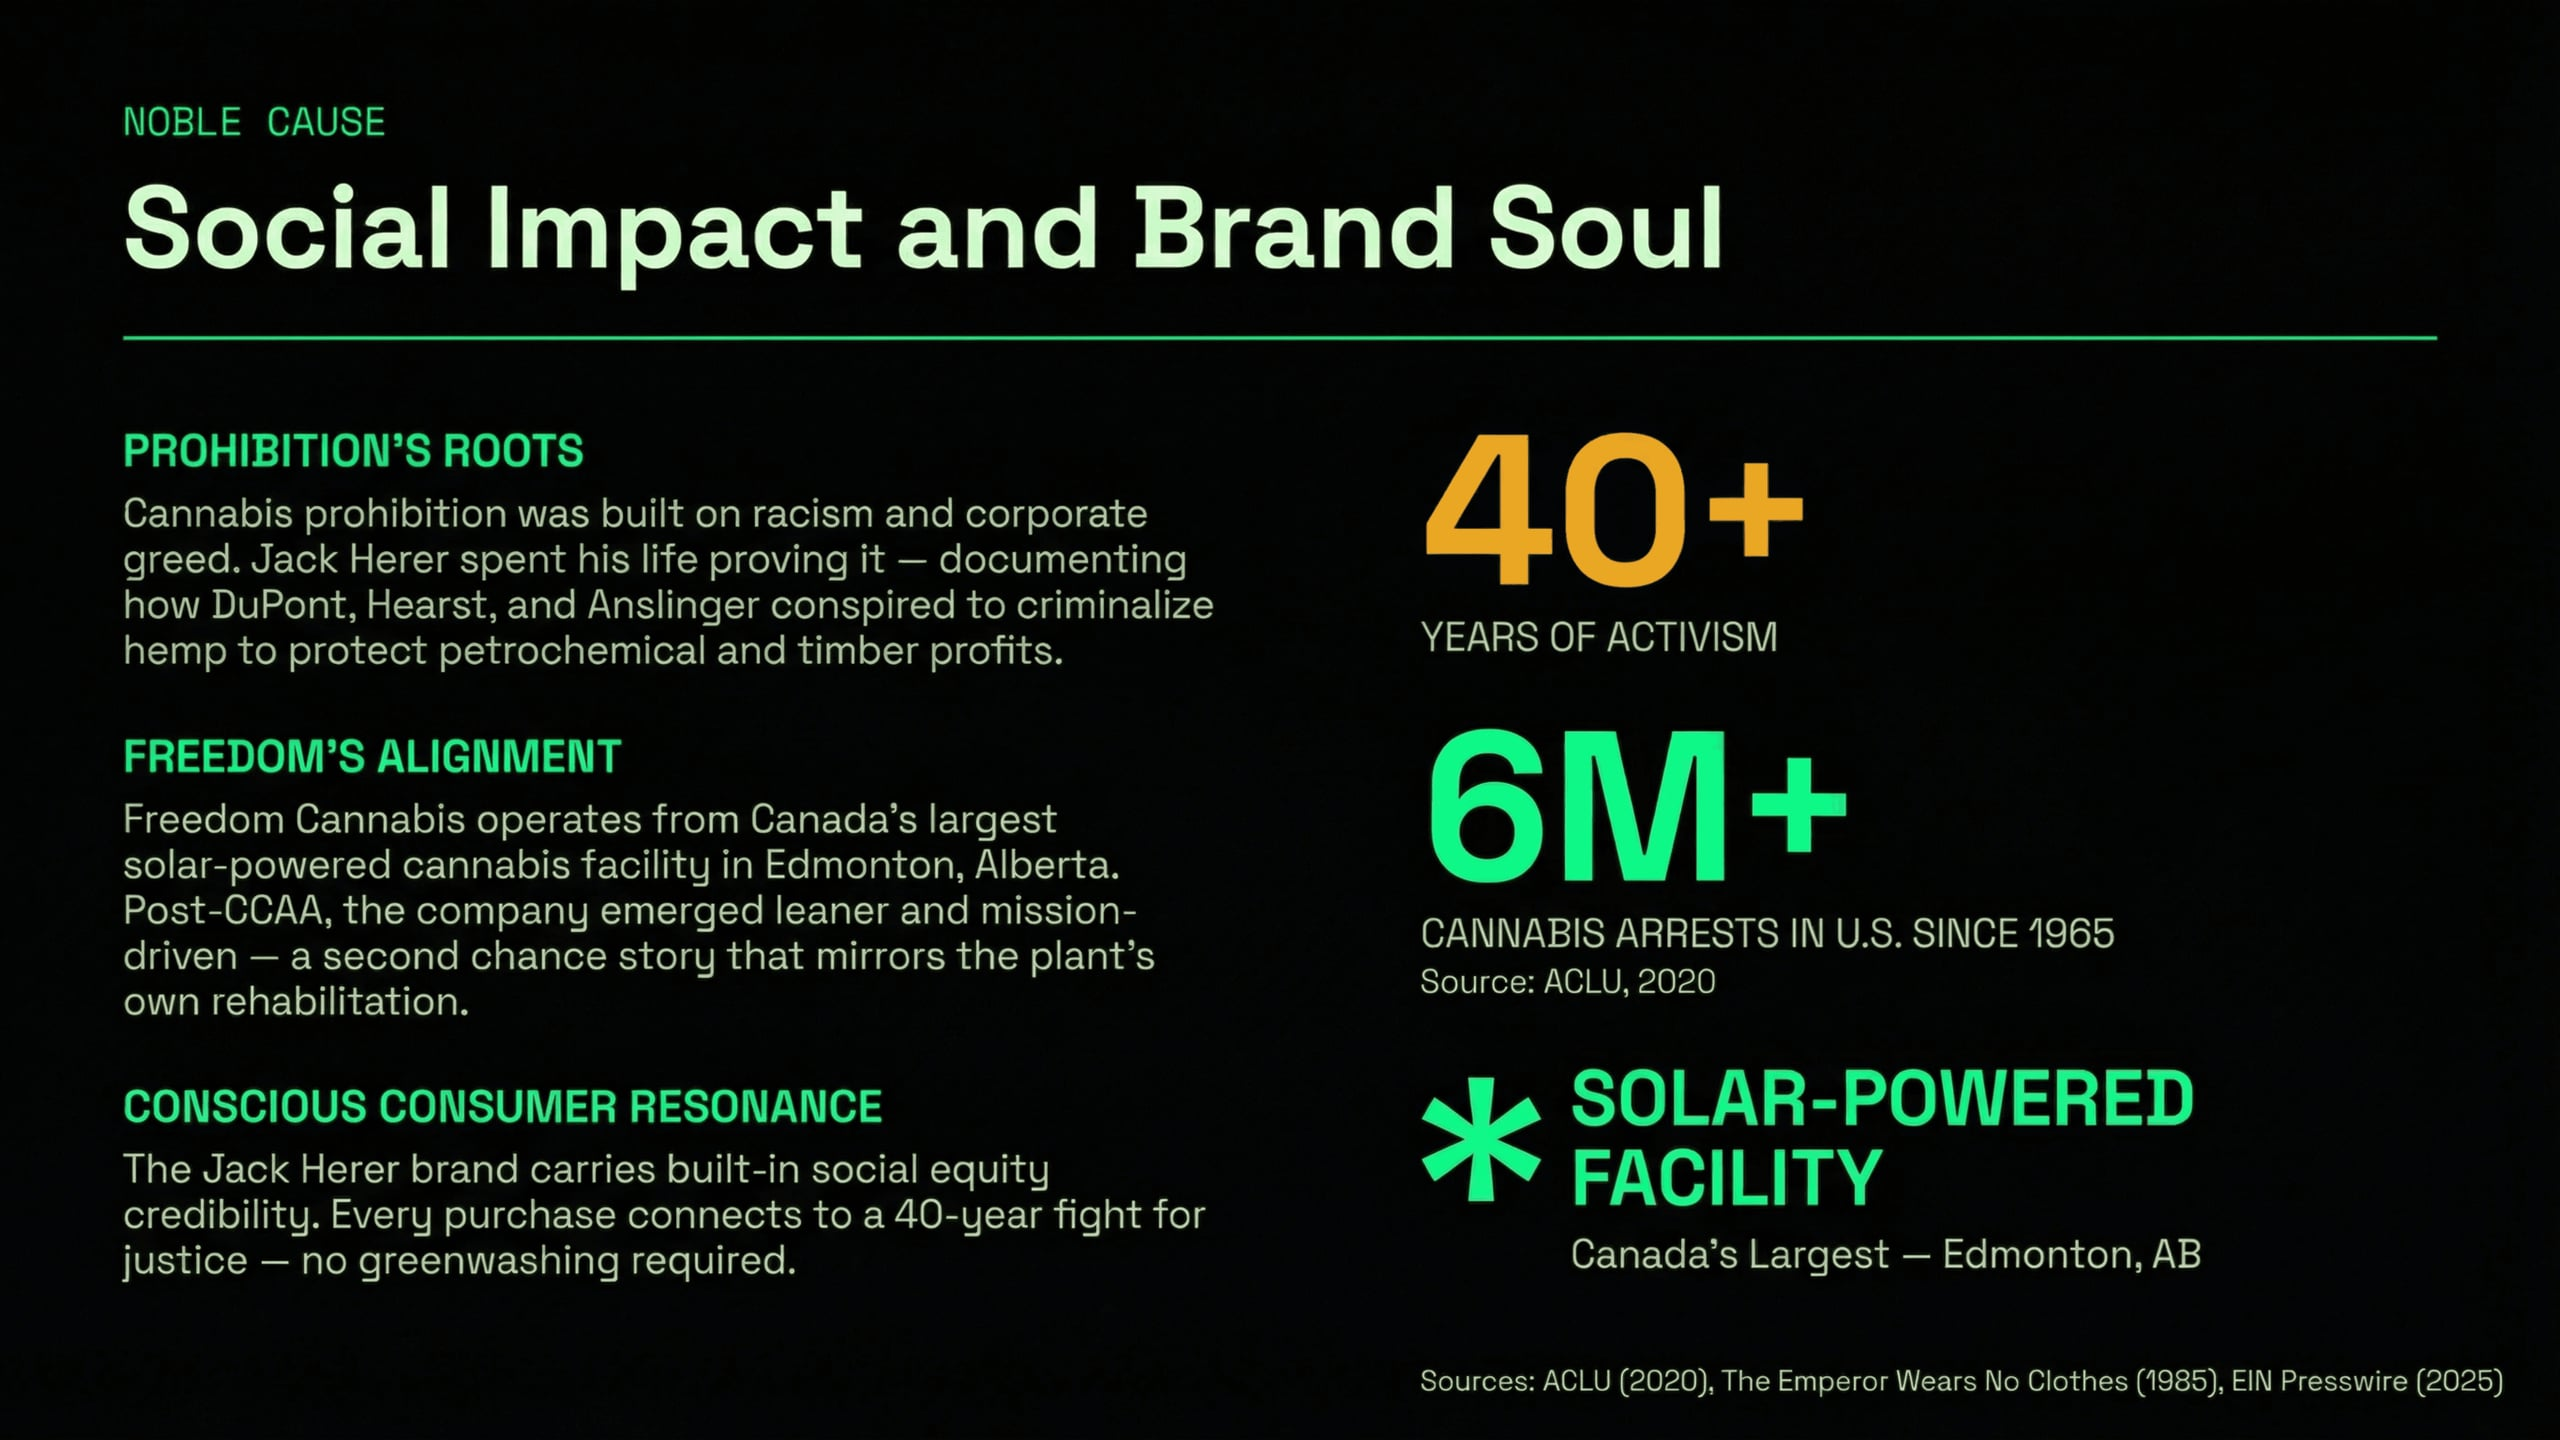 NOBLE CAUSE
Social Impact and Brand Soul
PROHIBITION’S ROOTS
Cannabis prohibition was built on racism and corporate
greed. Jack Herer spent his life proving it — documenting
how DuPont, Hearst, and Anslinger conspired to criminalize
hemp to protect petrochemical and timber profits.
FREEDOM’S ALIGNMENT
Freedom Cannabis operates from Canada’s largest
solar-powered cannabis facility in Edmonton, Alberta.
Post-CCAA, the company emerged leaner and mission-
driven — a second chance story that mirrors the plant’s
own rehabilitation.
CONSCIOUS CONSUMER RESONANCE
The Jack Herer brand carries built-in social equity
credibility. Every purchase connects to a 40-year fight for
justice — no greenwashing required.
40+
YEARS OF ACTIVISM
6M+
CANNABIS ARRESTS IN U.S. SINCE 1965
Source: ACLU, 2020
* SOLAR-POWERED
FACILITY
Canada’s Largest — Edmonton, AB
Sources: ACLU (2020), The Emperor Wears No Clothes (1985), EIN Presswire (2025)